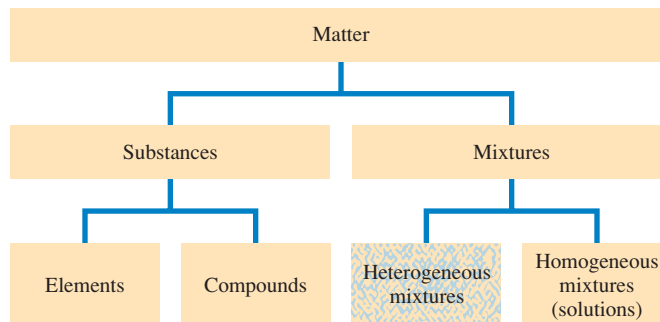 Matter
Substances
Mixtures
Elements
Compounds
Heterogeneous
mixtures
Homogeneous
mixtures
(solutions)